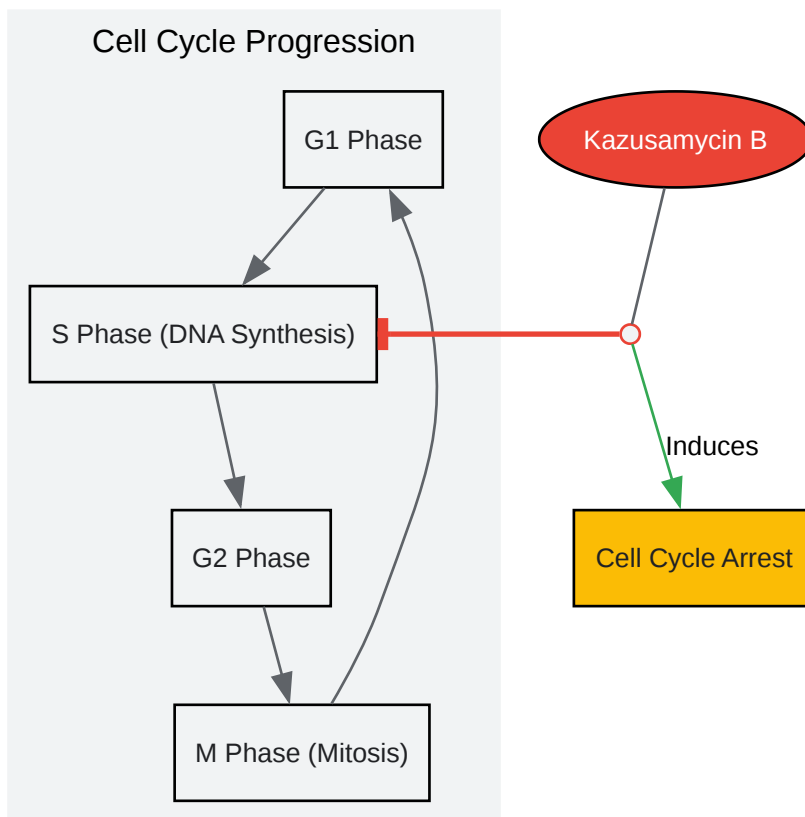 Cell Cycle Progression
G1 Phase
Kazusamycin B
S Phase (DNA Synthesis)
Induces
G2 Phase
Cell Cycle Arrest
M Phase (Mitosis)